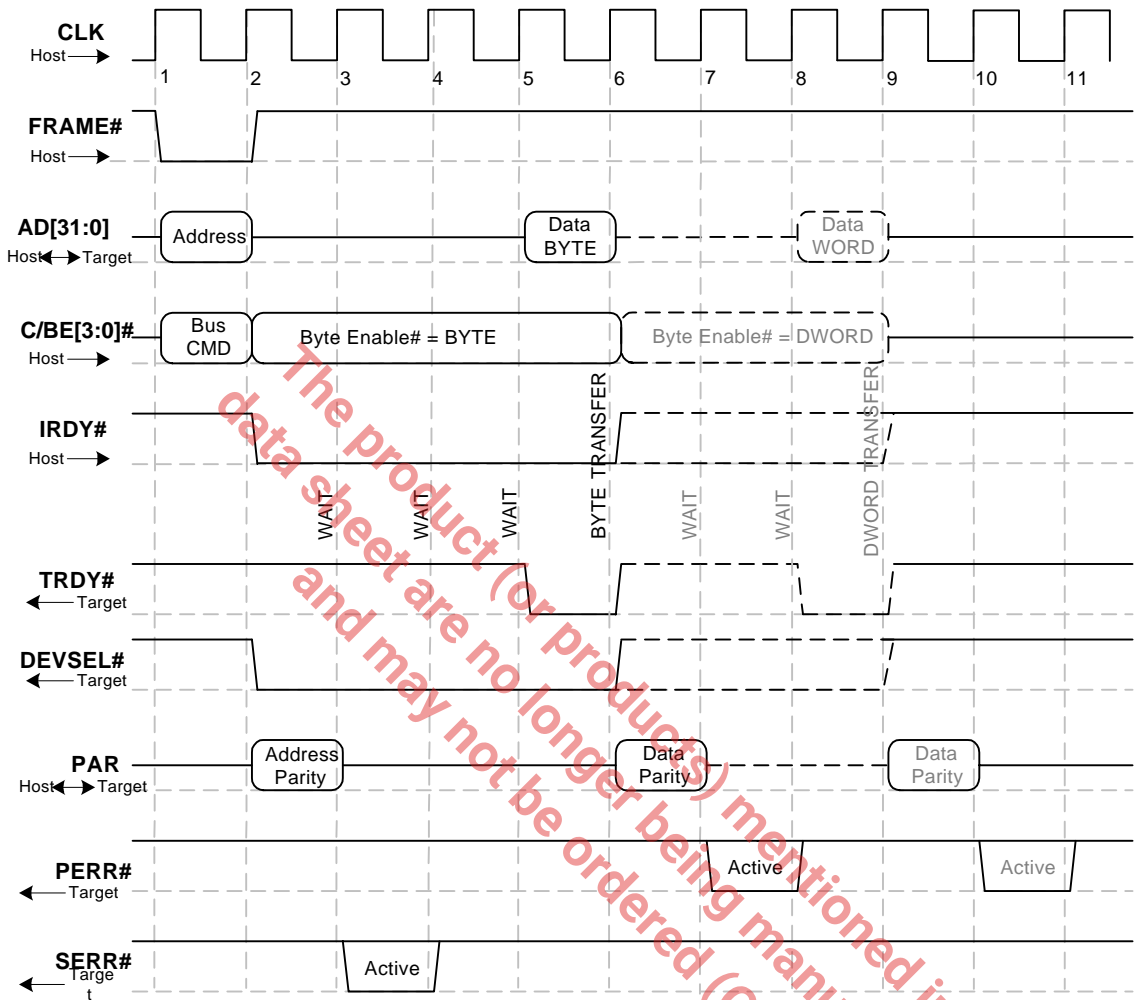 CLK
Host
1 2 3 4 5 6 7 8 9 10 11
FRAME#
Host
AD[31:0]
Host Target
Address
Data
BYTE
Data
WORD
C/BE[3:0]#
Host
Bus
CMD
Byte Enable# = BYTE
Byte Enable# = DWORD
IRDY#
Host
WAIT
WAIT
WAIT
BYTE TRANSFER
WAIT
WAIT
DWORD TRANSFER
TRDY#
Target
DEVSEL#
Target
PAR
Host Target
Address
Parity
Data
Parity
Data
Parity
PERR#
Target
Active
Active
SERR#
Targe
t
Active
The product (or products) mentioned i
data sheet are no longer being manu
and may not be ordered (